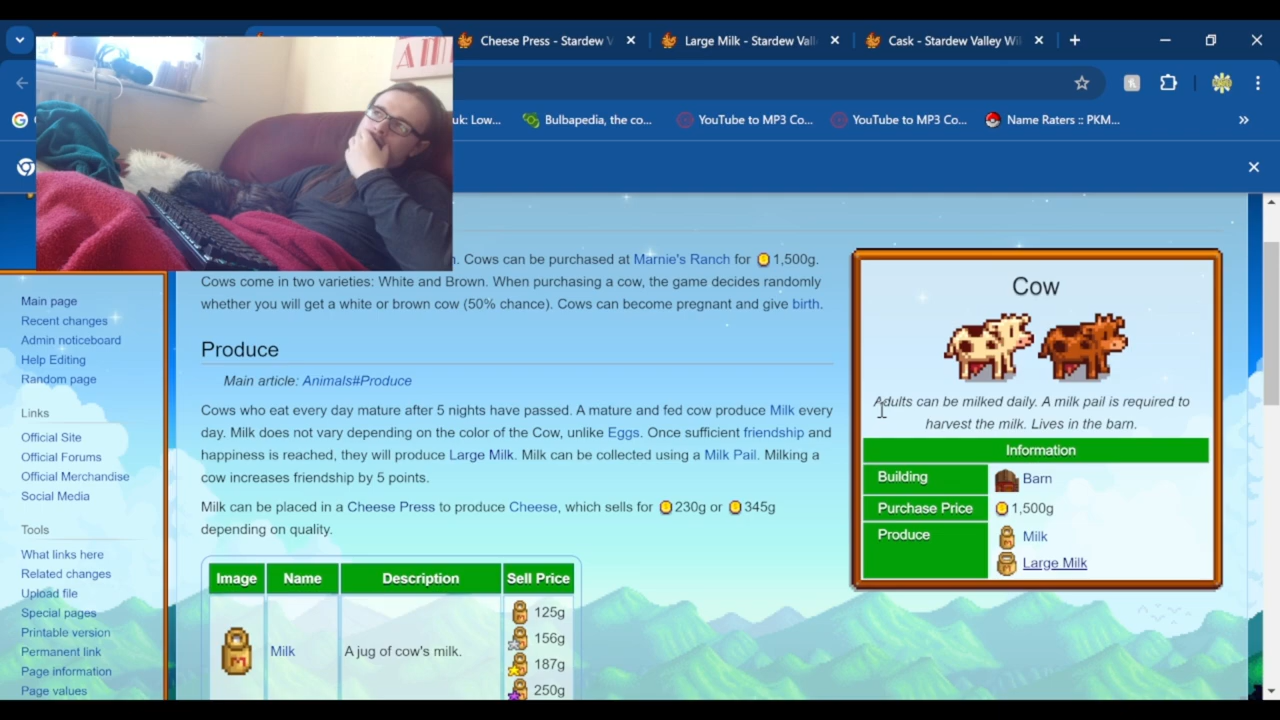 Cheese Press - Stardew V
Large Milk - Stardew Vall
Cask - Stardew Valley Wi
uk: Low...
Bulbapedia, the co...
YouTube to MP3 Co...
YouTube to MP3 Co...
Name Raters :: PKM...
Cows can be purchased at Marnie's Ranch for 1,500g.
Cows come in two varieties: White and Brown. When purchasing a cow, the game decides randomly
whether you will get a white or brown cow (50% chance). Cows can become pregnant and give birth.
Produce
Main article: Animals#Produce
Cows who eat every day mature after 5 nights have passed. A mature and fed cow produce Milk every
day. Milk does not vary depending on the color of the Cow, unlike Eggs. Once sufficient friendship and
happiness is reached, they will produce Large Milk. Milk can be collected using a Milk Pail. Milking a
cow increases friendship by 5 points.
Milk can be placed in a Cheese Press to produce Cheese, which sells for 230g or 345g
depending on quality.
Image Name Description Sell Price
Milk A jug of cow's milk.
125g
156g
187g
250g
Main page
Recent changes
Admin noticeboard
Help Editing
Random page
Links
Official Site
Official Forums
Official Merchandise
Social Media
Tools
What links here
Related changes
Upload file
Special pages
Printable version
Permanent link
Page information
Page values
Cow
Adults can be milked daily. A milk pail is required to
harvest the milk. Lives in the barn.
Information
Building Barn
Purchase Price 1,500g
Produce Milk
Large Milk